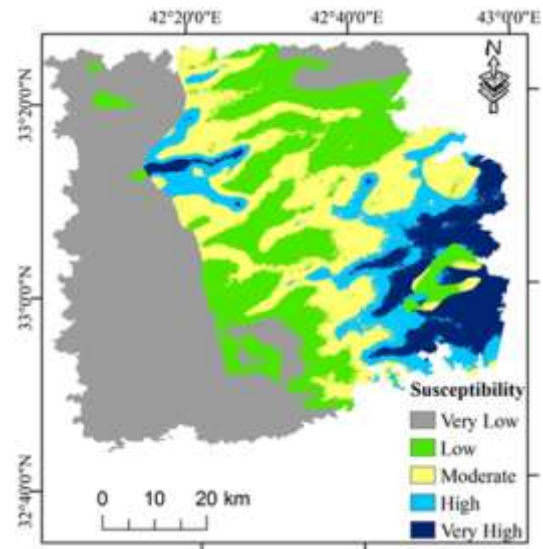 42°20'0"E 42°40'0"E 43°0'0"E
N
33°20'0"N
33°0'0"N
32°40'0"N
Susceptibility
Very Low
Low
Moderate
High
Very High
0 10 20 km